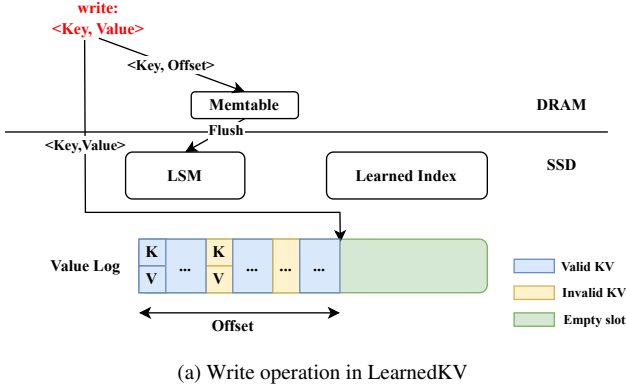 write:
<Key, Value>
<Key, Offset>
Memtable
DRAM
Flush
<Key,Value>
LSM
Learned Index
SSD
Value Log
K
V
...
K
V
...
...
...
Offset
Valid KV
Invalid KV
Empty slot
(a) Write operation in LearnedKV